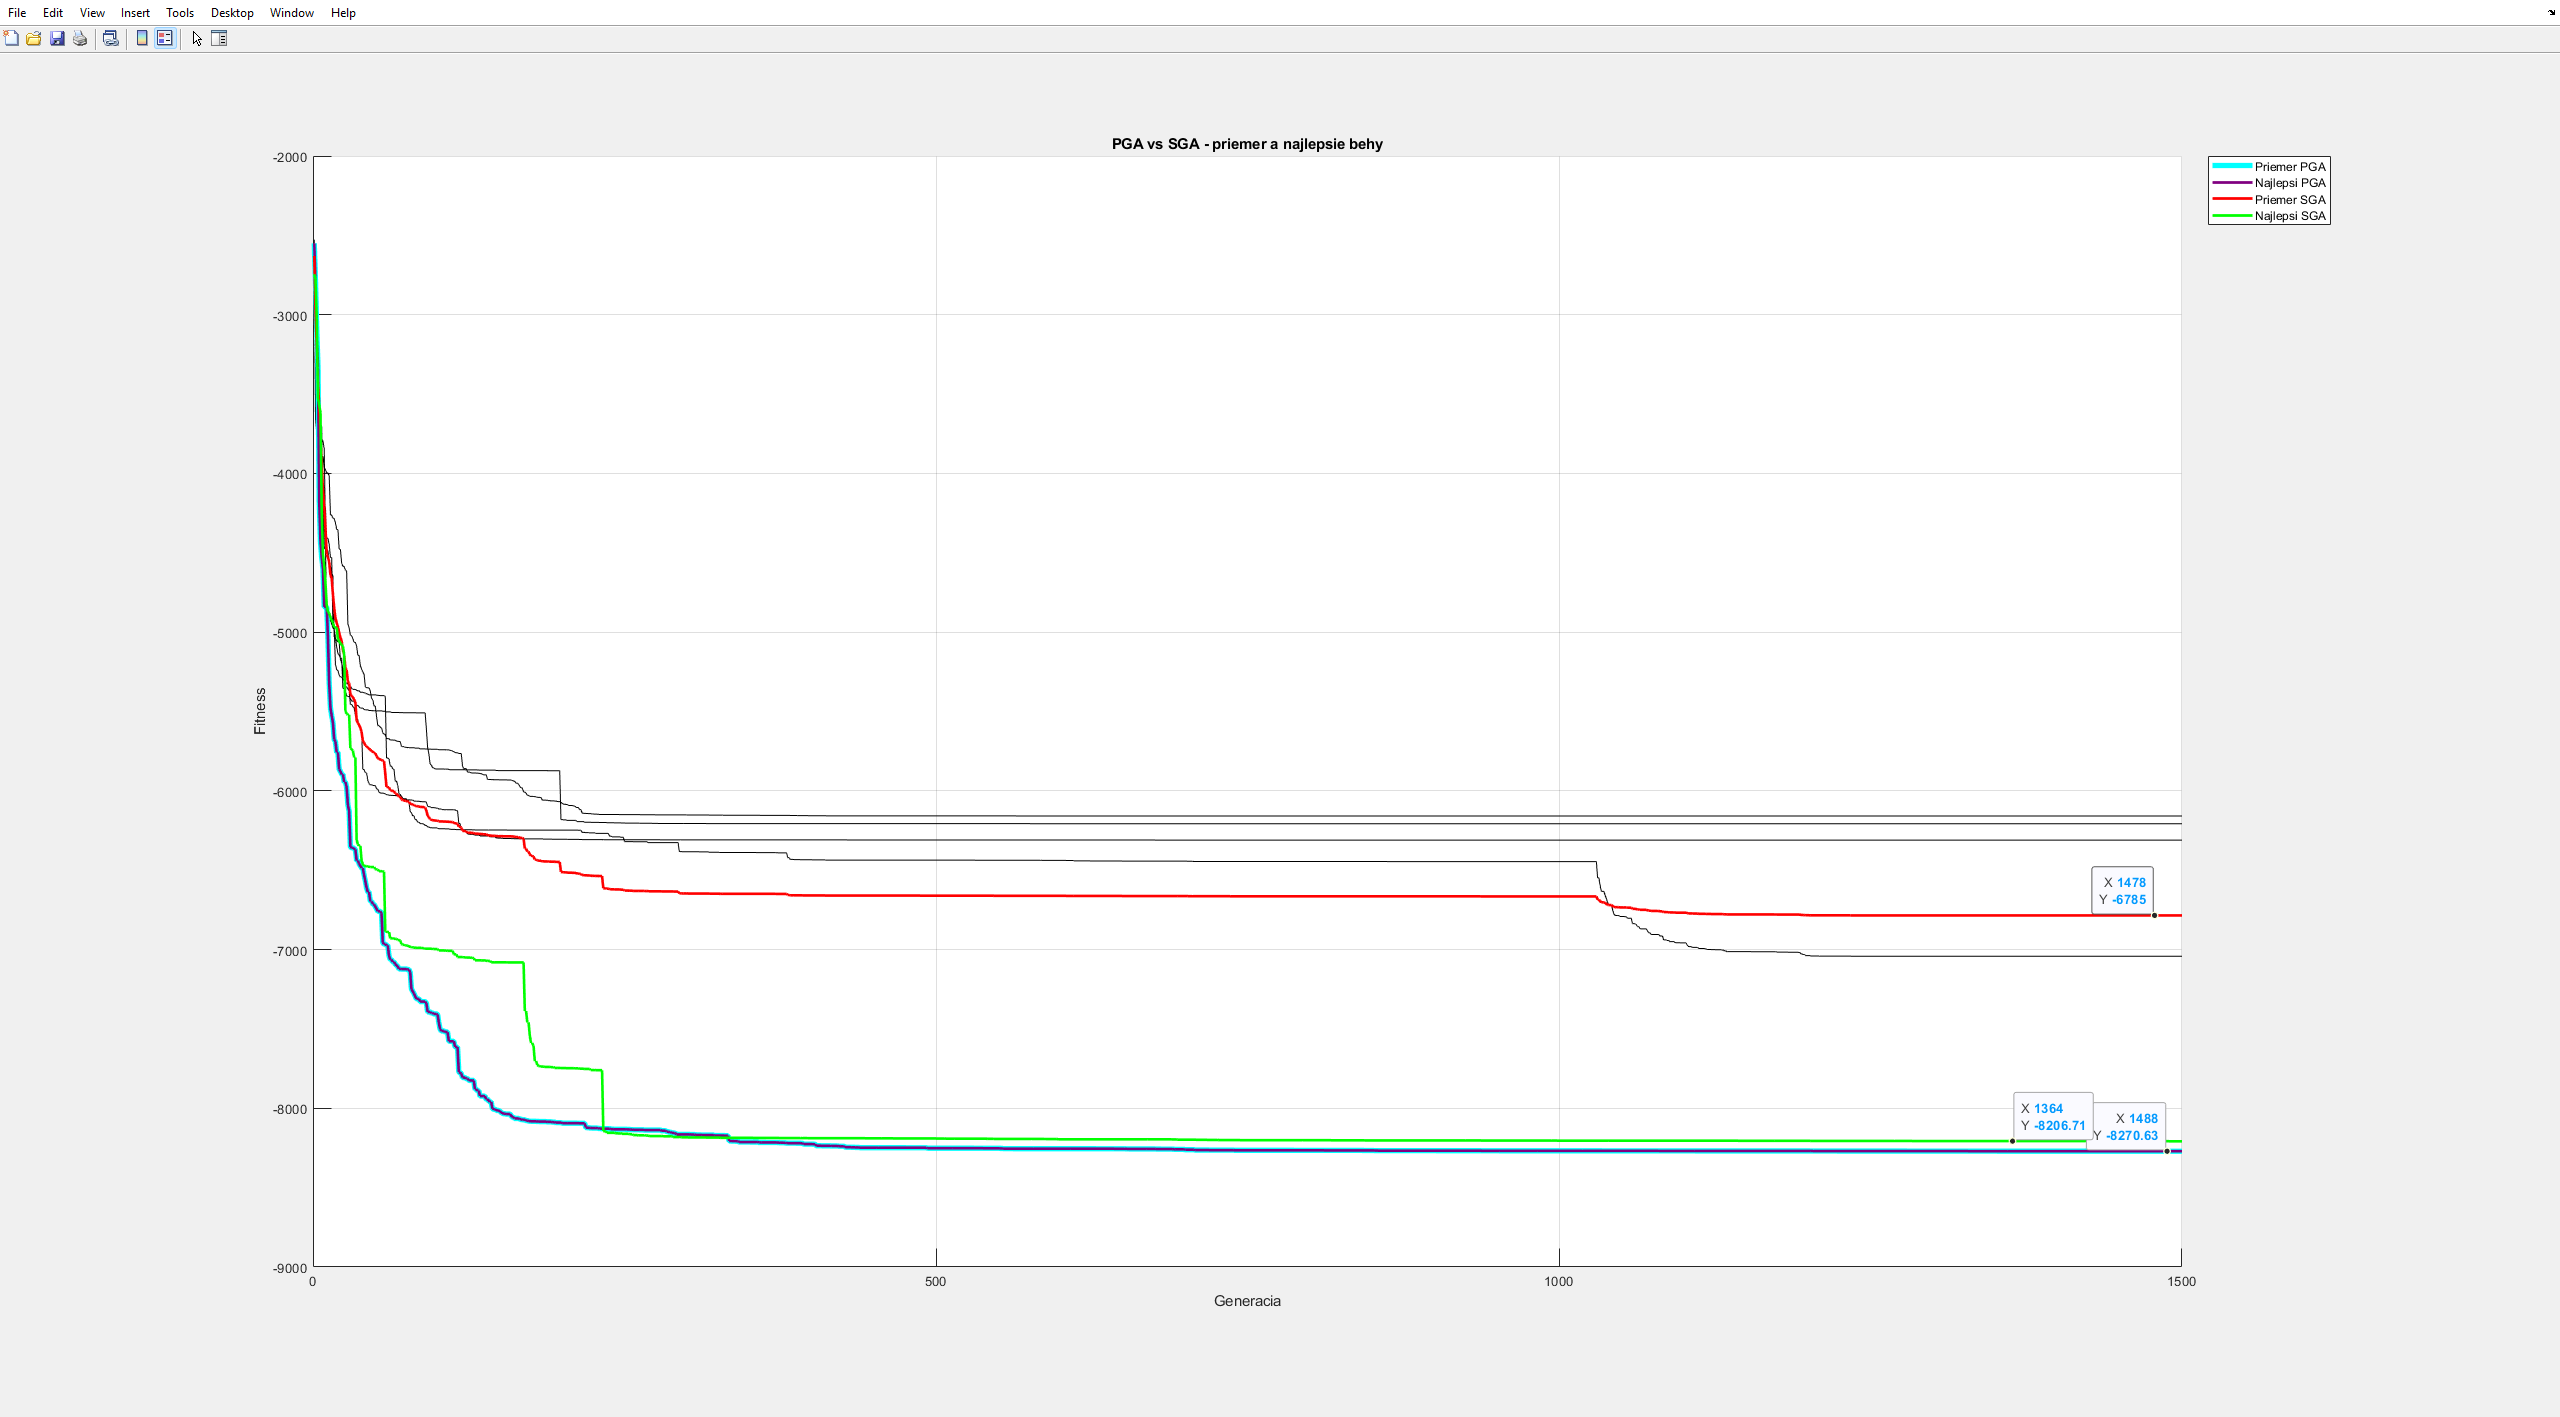 File Edit View Insert Tools Desktop Window Help
PGA vs SGA - priemer a najlepsie behy
Priemer PGA
Najlepsi PGA
Priemer SGA
Najlepsi SGA
-2000
-3000
-4000
-5000
-6000
-7000
-8000
-9000
Fitness
X 1478
Y -6785
X 1364
Y -8206.71
X 1488
Y -8270.63
0 500 1000 1500
Generacia